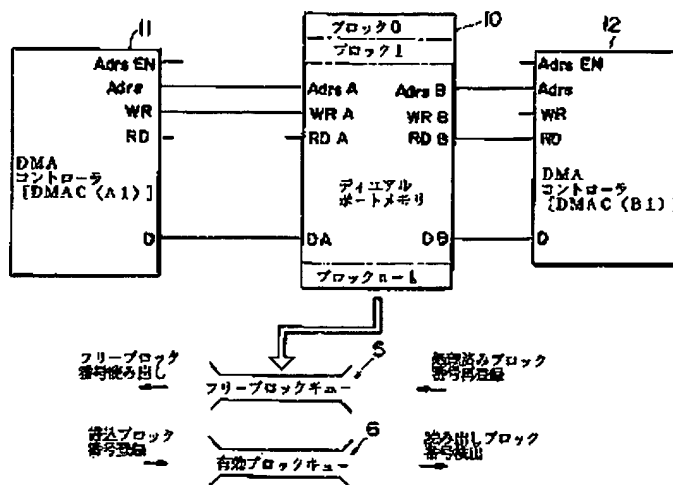 11
ブロック0
ブロック1
10
12
Adrs EN
Adrs
WR
RD
DMA
コントローラ
[DMAC (A1)]
D
Adrs A
WR A
RD A
DA
Adrs B
WR B
RD B
DB
ディュアル
ポートメモリ
ブロックn-1
Adrs EN
Adrs
WR
RD
DMA
コントローラ
[DMAC (B1)]
D
フリーブロック
番号読み出し
5
フリーブロックキュー
処理済みブロック
番号再登録
書込ブロック
番号登録
6
有効ブロックキュー
読み出しブロック
番号検出